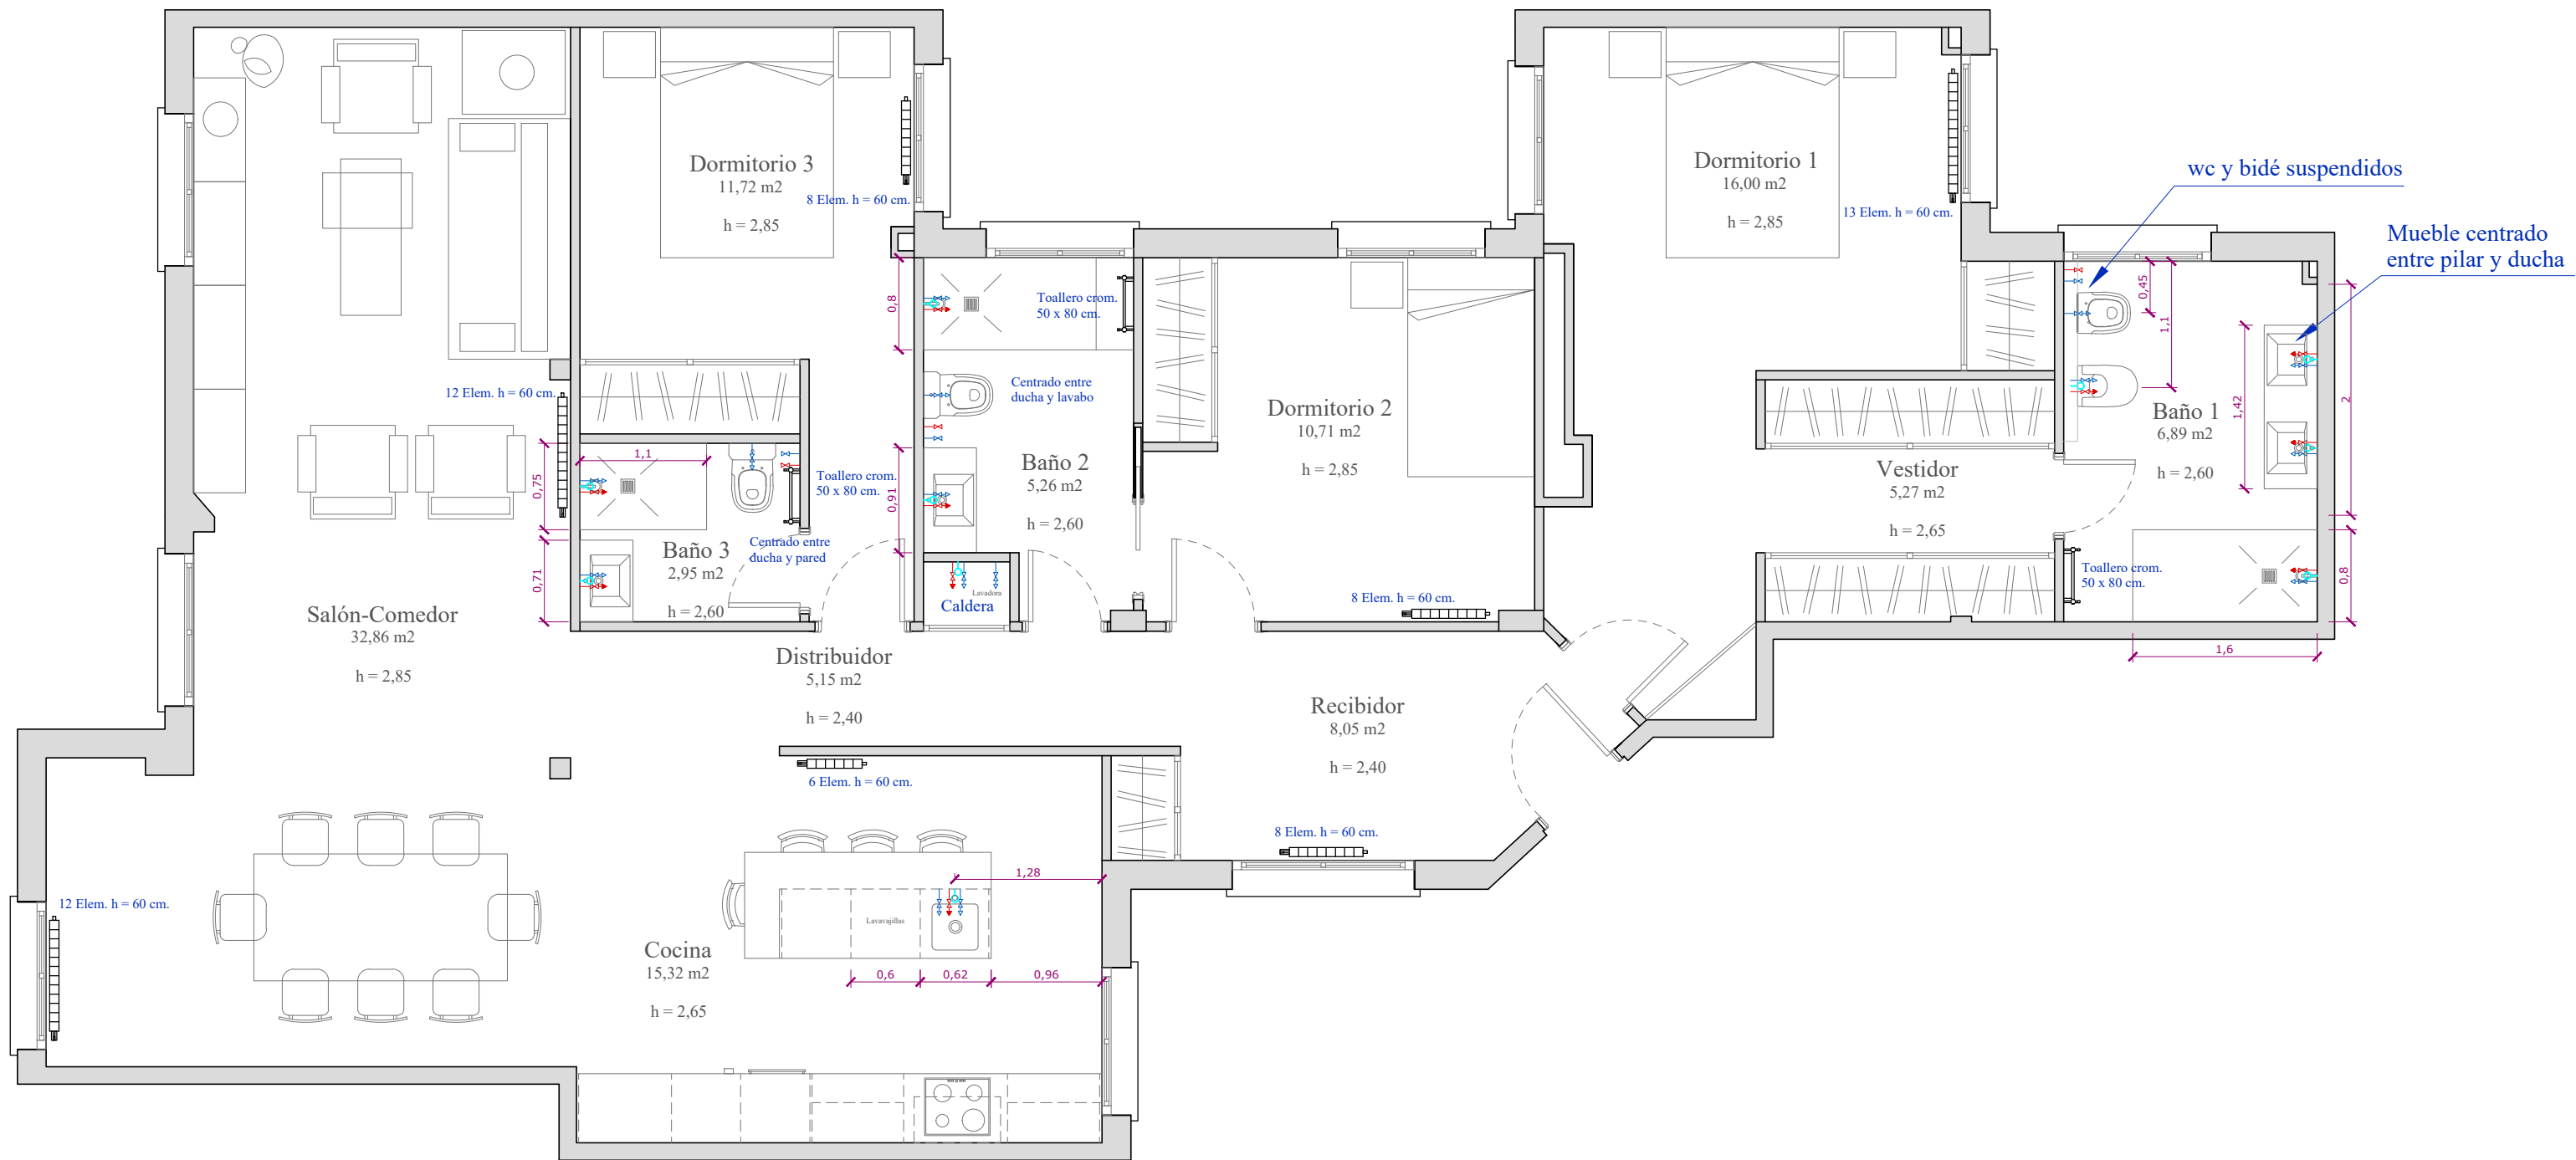 Dormitorio 3
11,72 m2
h = 2,85
8 Elem. h = 60 cm.
Dormitorio 1
16,00 m2
h = 2,85
13 Elem. h = 60 cm.
wc y bidé suspendidos
Mueble centrado
entre pilar y ducha
0,8
Toallero crom.
50 x 80 cm.
Centrado entre
ducha y lavabo
12 Elem. h = 60 cm.
Dormitorio 2
10,71 m2
h = 2,85
0,45
1,1
1,42
2
Baño 1
6,89 m2
h = 2,60
1,1
0,75
Toallero crom.
50 x 80 cm.
0,91
Baño 2
5,26 m2
h = 2,60
Vestidor
5,27 m2
h = 2,65
Centrado entre
ducha y pared
Baño 3
2,95 m2
h = 2,60
0,71
Lavadora
Caldera
8 Elem. h = 60 cm.
Toallero crom.
50 x 80 cm.
0,8
1,6
Salón-Comedor
32,86 m2
h = 2,85
Distribuidor
5,15 m2
h = 2,40
Recibidor
8,05 m2
h = 2,40
6 Elem. h = 60 cm.
8 Elem. h = 60 cm.
12 Elem. h = 60 cm.
1,28
Lavavajillas
Cocina
15,32 m2
h = 2,65
0,6
0,62
0,96